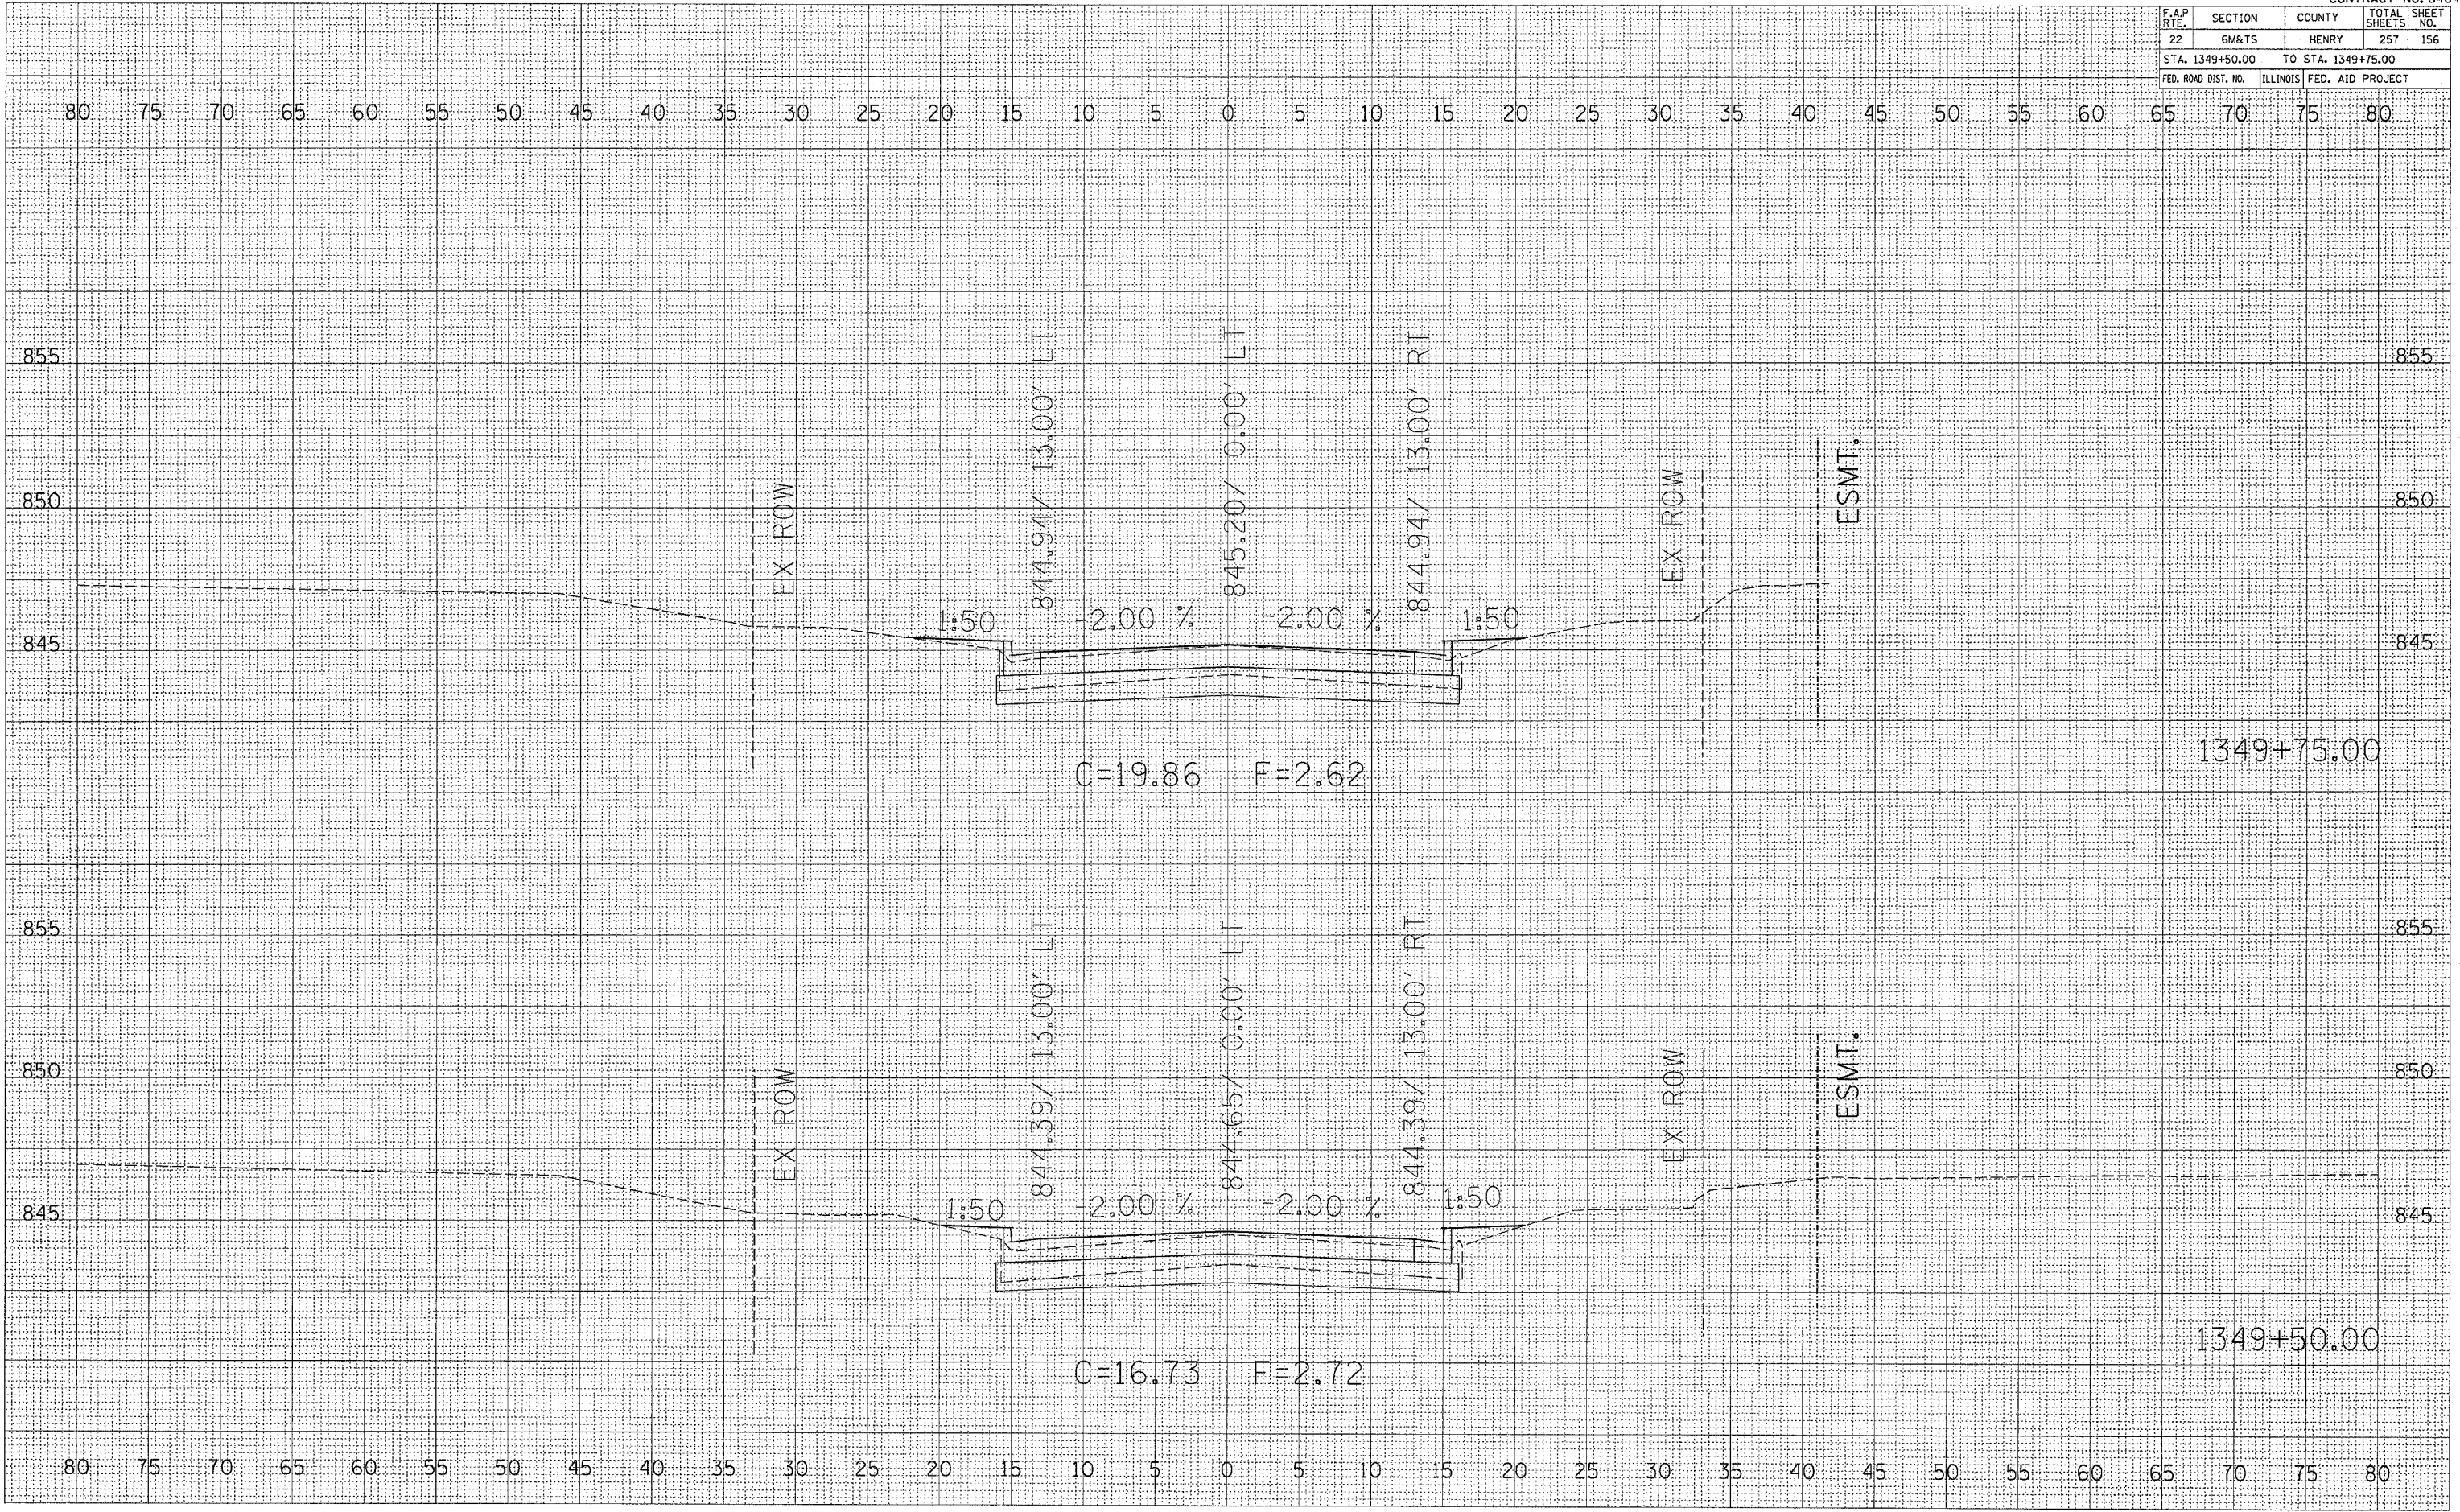 F.A.P. RTE. SECTION COUNTY TOTAL SHEETS SHEET NO.
22 6M&TS HENRY 257 156
STA. 1349+50.00 TO STA. 1349+75.00
FED. ROAD DIST. NO. ILLINOIS FED. AID PROJECT
80 75 70 65 60 55 50 45 40 35 30 25 20 15 10 5 0 5 10 15 20 25 30 35 40 45 50 55 60 65 70 75 80
855 855
850 850
845 845
EX ROW
844.94/ 13.00' LT
845.20/ 0.00' LT
844.94/ 13.00' RT
EX ROW
ESMT.
1:50 -2.00 % -2.00 % 1:50
1349+75.00
C=19.86 F=2.62
855 855
850 850
845 845
EX ROW
844.39/ 13.00' LT
844.65/ 0.00' LT
844.39/ 13.00' RT
EX ROW
ESMT.
1:50 -2.00 % -2.00 % 1:50
1349+50.00
C=16.73 F=2.72
80 75 70 65 60 55 50 45 40 35 30 25 20 15 10 5 0 5 10 15 20 25 30 35 40 45 50 55 60 65 70 75 80